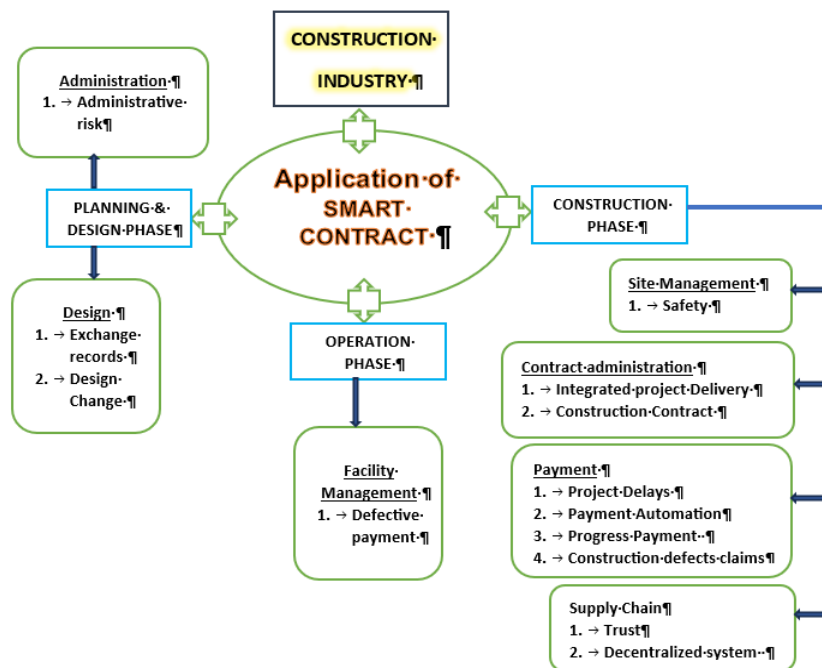 CONSTRUCTION·
INDUSTRY·¶
Administration·¶
1. → Administrative·
risk¶
Application·of·
SMART·
CONTRACT·¶
PLANNING·&·
DESIGN·PHASE¶
CONSTRUCTION·
PHASE·¶
Design·¶
1. → Exchange·
records·¶
2. → Design·
Change·¶
OPERATION·
PHASE·¶
Facility·
Management·¶
1. → Defective·
payment·¶
Site·Management·¶
1. → Safety·¶
Contract·administration·¶
1. → Integrated·project·Delivery·¶
2. → Construction·Contract·¶
Payment·¶
1. → Project·Delays·¶
2. → Payment·Automation¶
3. → Progress·Payment··¶
4. → Construction·defects·claims¶
Supply·Chain¶
1. → Trust¶
2. → Decentralized·system··¶